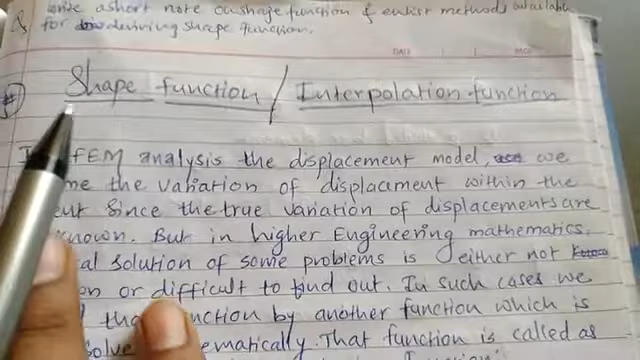 Q write a short note on shape function & enlist methods available
for deriving shape function.
DATE
PAGE
Shape function / Interpolation function
FEM analysis the displacement model, we
the variation of displacement within the
Since the true variation of displacements are
known. But in higher Engineering mathematics.
solution of some problems is either not
or difficult to find out. In such cases we
function by another function which is
solve matically. That function is called as